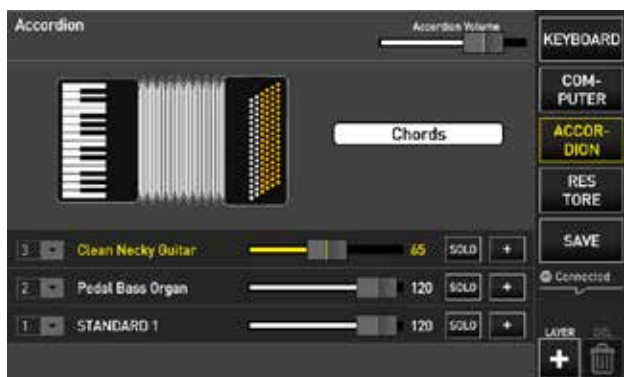 Accordion
Accordion Volume
KEYBOARD
COM-
PUTER
ACCOR-
DION
RES
TORE
SAVE
Connected
LAYER DEL
Chords
3 Clean Necky Guitar 65 SOLO +
2 Pedal Bass Organ 120 SOLO +
1 STANDARD 1 120 SOLO +
+